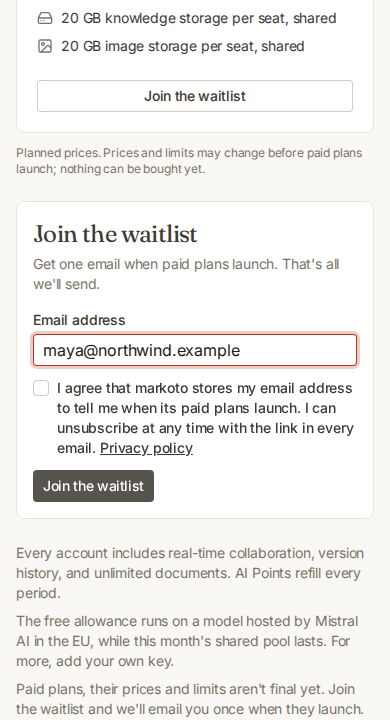 20 GB knowledge storage per seat, shared
20 GB image storage per seat, shared
Join the waitlist
Planned prices. Prices and limits may change before paid plans
launch; nothing can be bought yet.
Join the waitlist
Get one email when paid plans launch. That's all
we'll send.
Email address
maya@northwind.example
I agree that markoto stores my email address
to tell me when its paid plans launch. I can
unsubscribe at any time with the link in every
email. Privacy policy
Join the waitlist
Every account includes real-time collaboration, version
history, and unlimited documents. AI Points refill every
period.
The free allowance runs on a model hosted by Mistral
AI in the EU, while this month's shared pool lasts. For
more, add your own key.
Paid plans, their prices and limits aren't final yet. Join
the waitlist and we'll email you once when they launch.